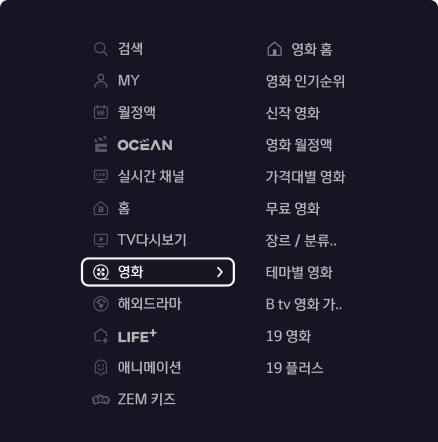 검색
MY
월정액
OCEAN
실시간 채널
홈
TV다시보기
영화
해외드라마
LIFE+
애니메이션
ZEM 키즈
영화 홈
영화 인기순위
신작 영화
영화 월정액
가격대별 영화
무료 영화
장르 / 분류..
테마별 영화
B tv 영화 가..
19 영화
19 플러스